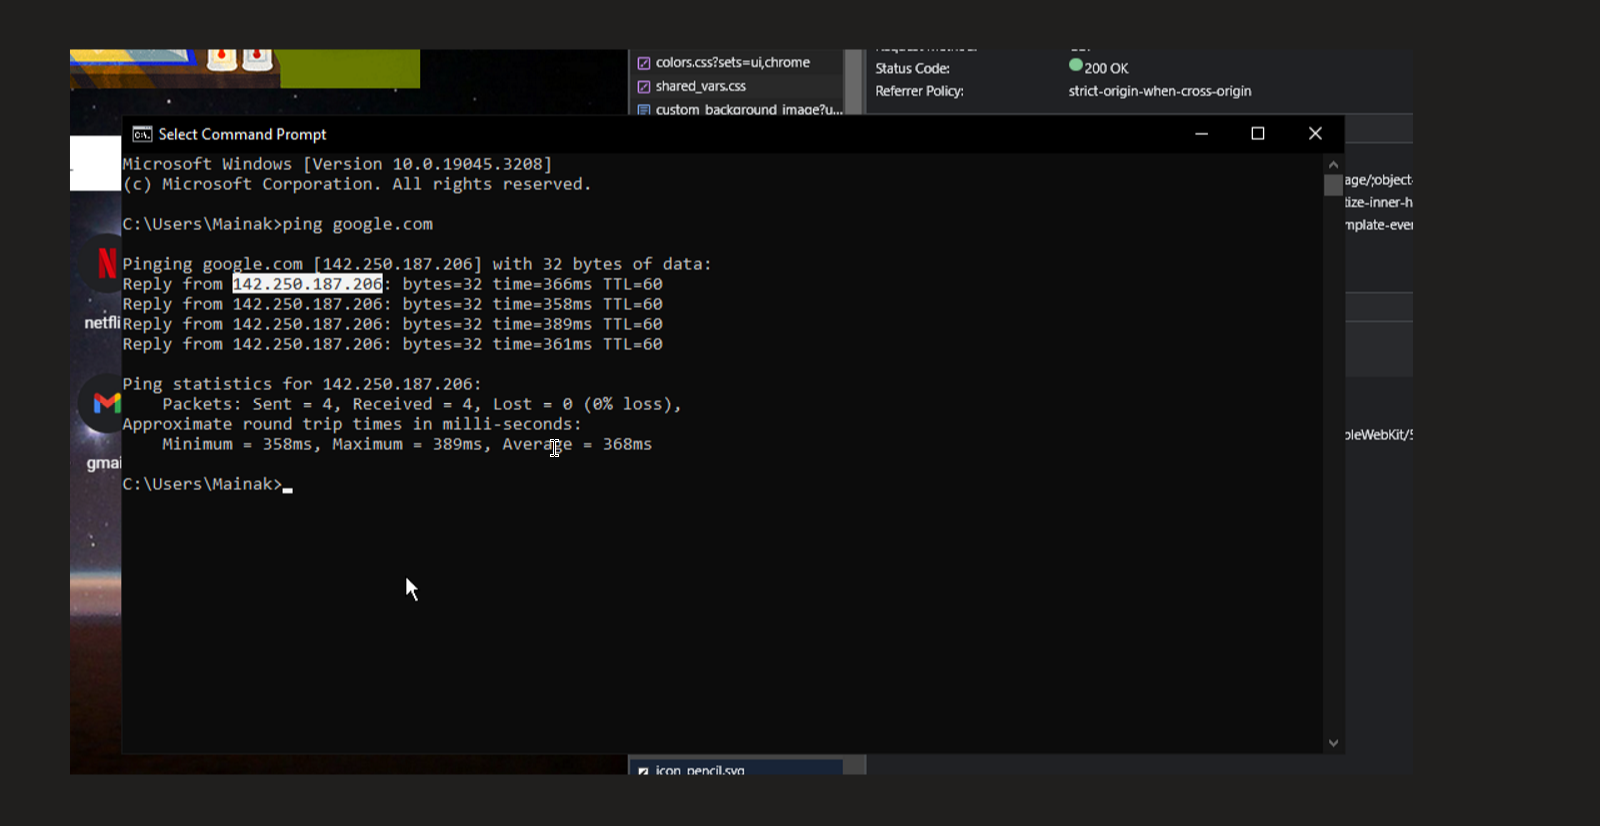 colors.css?sets=ui,chrome
shared_vars.css
custom_background_image?u...
Status Code:
200 OK
Referrer Policy:
strict-origin-when-cross-origin
Select Command Prompt
Microsoft Windows [Version 10.0.19045.3208]
(c) Microsoft Corporation. All rights reserved.
C:\Users\Mainak>ping google.com
Pinging google.com [142.250.187.206] with 32 bytes of data:
Reply from 142.250.187.206: bytes=32 time=366ms TTL=60
Reply from 142.250.187.206: bytes=32 time=358ms TTL=60
Reply from 142.250.187.206: bytes=32 time=389ms TTL=60
Reply from 142.250.187.206: bytes=32 time=361ms TTL=60
Ping statistics for 142.250.187.206:
Packets: Sent = 4, Received = 4, Lost = 0 (0% loss),
Approximate round trip times in milli-seconds:
Minimum = 358ms, Maximum = 389ms, Average = 368ms
C:\Users\Mainak>
netfli
gmai
age/;object
tize-inner-h
mplate-ever
bleWebKit/5
icon_pencil.svg